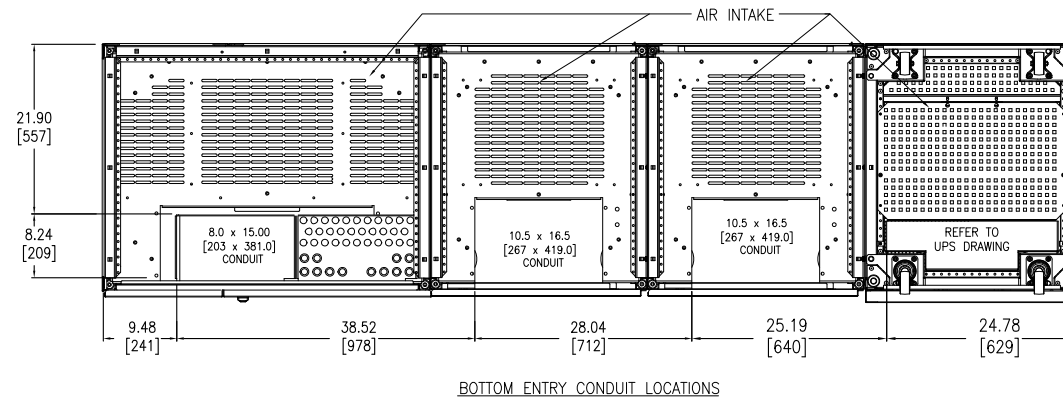 AIR INTAKE
21.90
[557]
8.24
[209]
8.0 x 15.00
[203 x 381.0]
CONDUIT
10.5 x 16.5
[267 x 419.0]
CONDUIT
10.5 x 16.5
[267 x 419.0]
CONDUIT
REFER TO
UPS DRAWING
9.48
[241]
38.52
[978]
28.04
[712]
25.19
[640]
24.78
[629]
BOTTOM ENTRY CONDUIT LOCATIONS